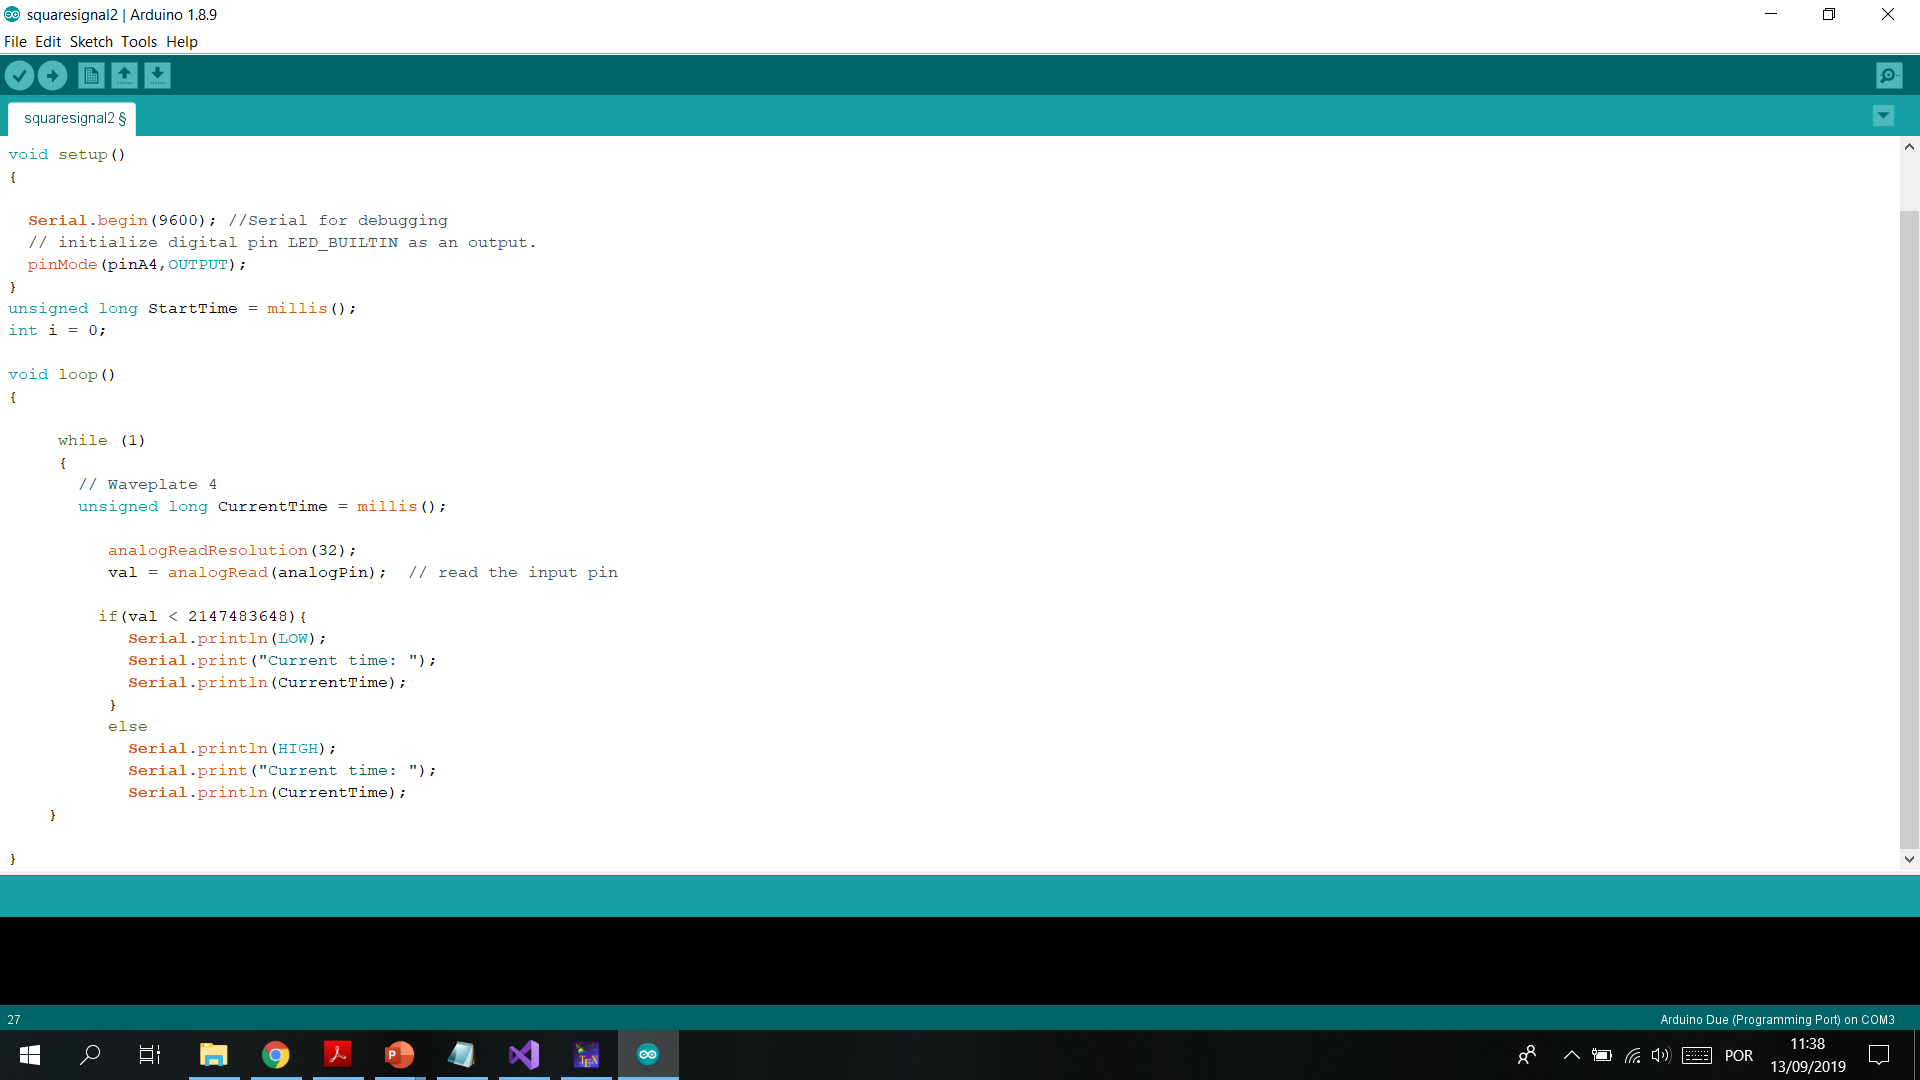 squaresignal2 | Arduino 1.8.9
File Edit Sketch Tools Help
squaresignal2 §
void setup()
{
Serial.begin(9600); //Serial for debugging
// initialize digital pin LED_BUILTIN as an output.
pinMode(pinA4,OUTPUT);
}
unsigned long StartTime = millis();
int i = 0;
void loop()
{
while (1)
{
// Waveplate 4
unsigned long CurrentTime = millis();
analogReadResolution(32);
val = analogRead(analogPin); // read the input pin
if(val < 2147483648){
Serial.println(LOW);
Serial.print("Current time: ");
Serial.println(CurrentTime);
}
else
Serial.println(HIGH);
Serial.print("Current time: ");
Serial.println(CurrentTime);
}
}
27
Arduino Due (Programming Port) on COM3
POR
11:38
13/09/2019